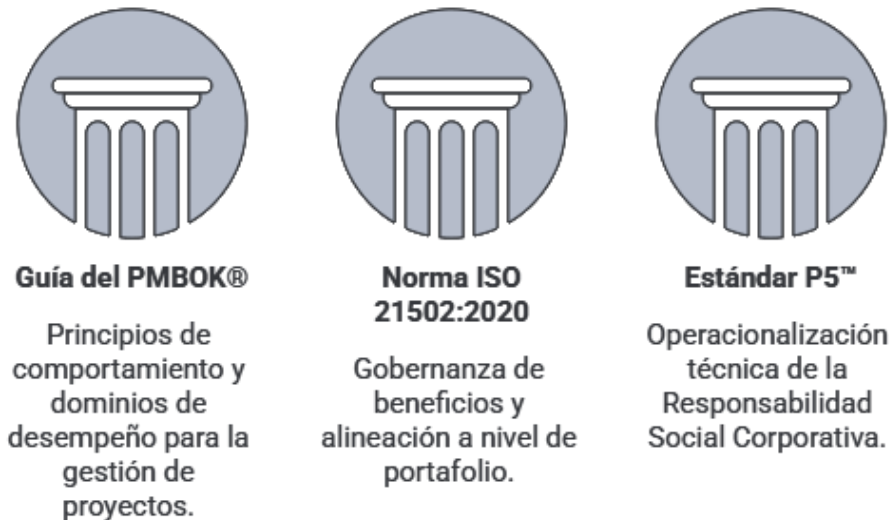 Guía del PMBOK®
Principios de
comportamiento y
dominios de
desempeño para la
gestión de
proyectos.
Norma ISO
21502:2020
Gobernanza de
beneficios y
alineación a nivel de
portafolio.
Estándar P5™
Operacionalización
técnica de la
Responsabilidad
Social Corporativa.